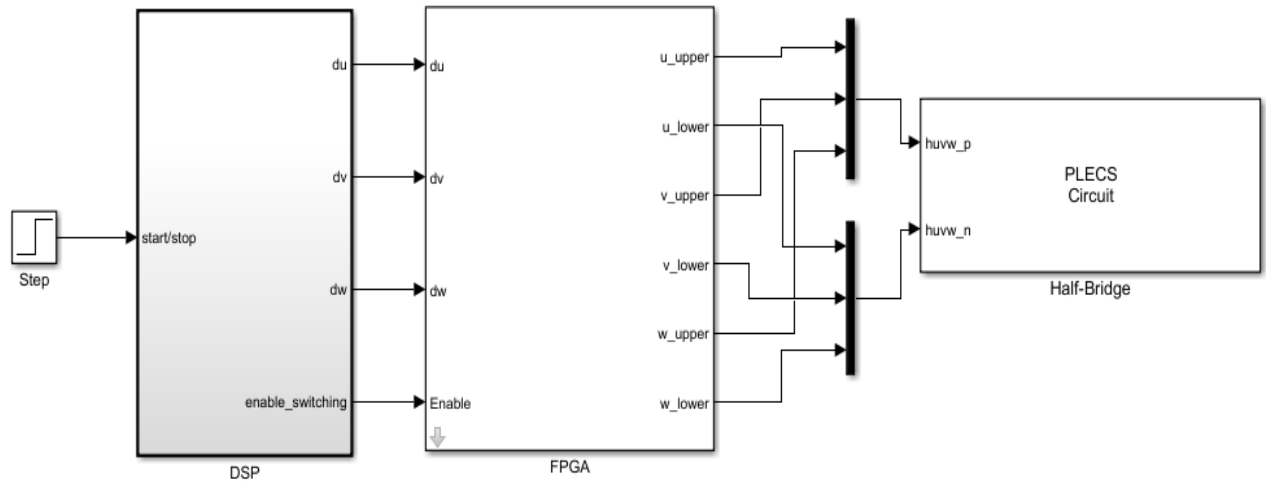 Step
start/stop
du
dv
dw
enable_switching
DSP
du
dv
dw
Enable
u_upper
u_lower
v_upper
v_lower
w_upper
w_lower
FPGA
huvw_p
huvw_n
PLECS
Circuit
Half-Bridge